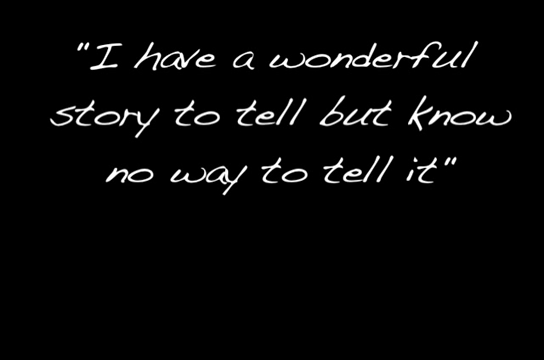 "I have a wonderful
story to tell but know
no way to tell it"